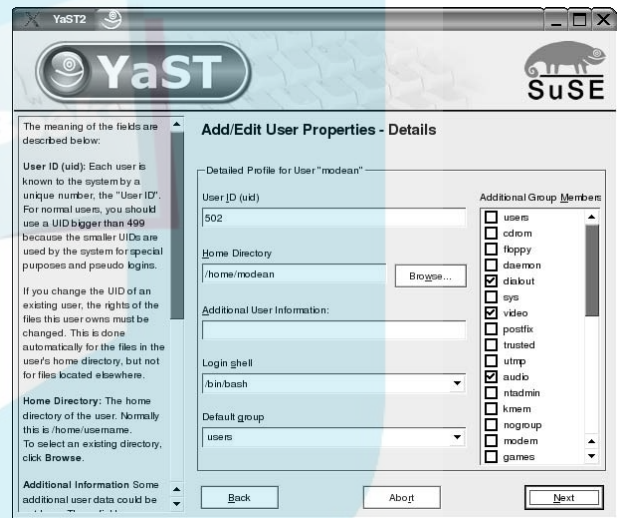 YaST2
YaST
SuSE
The meaning of the fields are
described below:
User ID (uid): Each user is
known to the system by a
unique number, the "User ID".
For normal users, you should
use a UID bigger than 499
because the smaller UIDs are
used by the system for special
purposes and pseudo logins.
If you change the UID of an
existing user, the rights of the
files this user owns must be
changed. This is done
automatically for the files in the
user's home directory, but not
for files located elsewhere.
Home Directory: The home
directory of the user. Normally
this is /home/username.
To select an existing directory,
click Browse.
Additional Information Some
additional user data could be
Add/Edit User Properties - Details
Detailed Profile for User "modean"
User ID (uid)
502
Home Directory
/home/modean
Browse...
Additional User Information:
Login shell
/bin/bash
Default group
users
Additional Group Members
users
cdrom
floppy
daemon
dialout
sys
video
postfix
trusted
utmp
audio
ntadmin
kmem
nogroup
modem
games
Back
Abort
Next